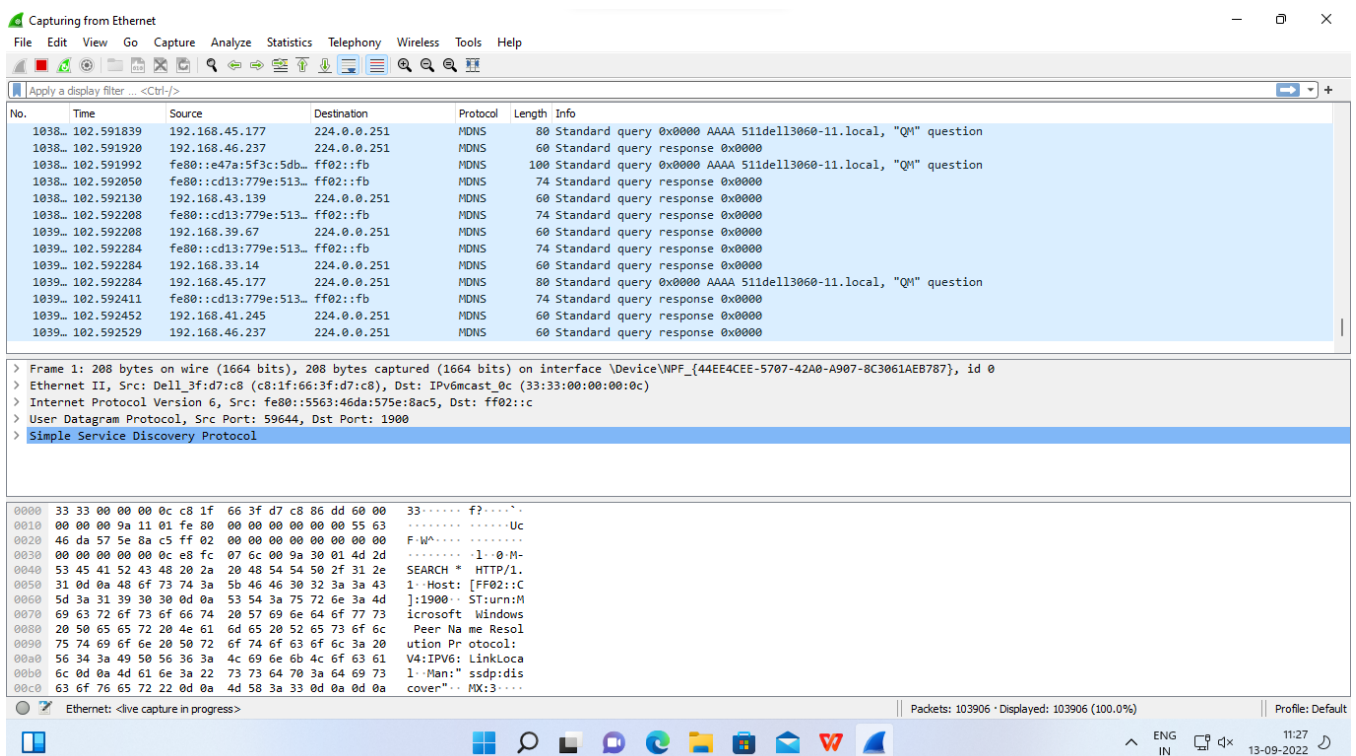 Capturing from Ethernet
File Edit View Go Capture Analyze Statistics Telephony Wireless Tools Help
Apply a display filter ... <Ctrl-/>
No. Time Source Destination Protocol Length Info
1038… 102.591839 192.168.45.177 224.0.0.251 MDNS 80 Standard query 0x0000 AAAA 511dell3060-11.local, "QM" question
1038… 102.591920 192.168.46.237 224.0.0.251 MDNS 60 Standard query response 0x0000
1038… 102.591992 fe80::e47a:5f3c:5db… ff02::fb MDNS 100 Standard query 0x0000 AAAA 511dell3060-11.local, "QM" question
1038… 102.592050 fe80::cd13:779e:513… ff02::fb MDNS 74 Standard query response 0x0000
1038… 102.592130 192.168.43.139 224.0.0.251 MDNS 60 Standard query response 0x0000
1038… 102.592208 fe80::cd13:779e:513… ff02::fb MDNS 74 Standard query response 0x0000
1039… 102.592208 192.168.39.67 224.0.0.251 MDNS 60 Standard query response 0x0000
1039… 102.592284 fe80::cd13:779e:513… ff02::fb MDNS 74 Standard query response 0x0000
1039… 102.592284 192.168.33.14 224.0.0.251 MDNS 60 Standard query response 0x0000
1039… 102.592284 192.168.45.177 224.0.0.251 MDNS 80 Standard query 0x0000 AAAA 511dell3060-11.local, "QM" question
1039… 102.592411 fe80::cd13:779e:513… ff02::fb MDNS 74 Standard query response 0x0000
1039… 102.592452 192.168.41.245 224.0.0.251 MDNS 60 Standard query response 0x0000
1039… 102.592529 192.168.46.237 224.0.0.251 MDNS 60 Standard query response 0x0000
> Frame 1: 208 bytes on wire (1664 bits), 208 bytes captured (1664 bits) on interface \Device\NPF_{44EE4CEE-5707-42A0-A907-8C3061AEB787}, id 0
> Ethernet II, Src: Dell_3f:d7:c8 (c8:1f:66:3f:d7:c8), Dst: IPv6mcast_0c (33:33:00:00:00:0c)
> Internet Protocol Version 6, Src: fe80::5563:46da:575e:8ac5, Dst: ff02::c
> User Datagram Protocol, Src Port: 59644, Dst Port: 1900
> Simple Service Discovery Protocol
0000 33 33 00 00 00 0c c8 1f 66 3f d7 c8 86 dd 60 00 33······ f?····`·
0010 00 00 00 9a 11 01 fe 80 00 00 00 00 00 00 55 63 ········ ······Uc
0020 46 da 57 5e 8a c5 ff 02 00 00 00 00 00 00 00 00 F·W^···· ········
0030 00 00 00 00 00 0c e8 fc 07 6c 00 9a 30 01 4d 2d ········ ·l··0·M-
0040 53 45 41 52 43 48 20 2a 20 48 54 54 50 2f 31 2e SEARCH * HTTP/1.
0050 31 0d 0a 48 6f 73 74 3a 5b 46 46 30 32 3a 3a 43 1··Host: [FF02::C
0060 5d 3a 31 39 30 30 0d 0a 53 54 3a 75 72 6e 3a 4d ]:1900·· ST:urn:M
0070 69 63 72 6f 73 6f 66 74 20 57 69 6e 64 6f 77 73 icrosoft Windows
0080 20 50 65 65 72 20 4e 61 6d 65 20 52 65 73 6f 6c Peer Na me Resol
0090 75 74 69 6f 6e 20 50 72 6f 74 6f 63 6f 6c 3a 20 ution Pr otocol:
00a0 56 34 3a 49 50 56 36 3a 4c 69 6e 6b 4c 6f 63 61 V4:IPV6: LinkLoca
00b0 6c 0d 0a 4d 61 6e 3a 22 73 73 64 70 3a 64 69 73 l··Man:" ssdp:dis
00c0 63 6f 76 65 72 22 0d 0a 4d 58 3a 33 0d 0a 0d 0a cover"·· MX:3····
Ethernet: <live capture in progress> Packets: 103906 · Displayed: 103906 (100.0%) Profile: Default
ENG
IN
11:27
13-09-2022